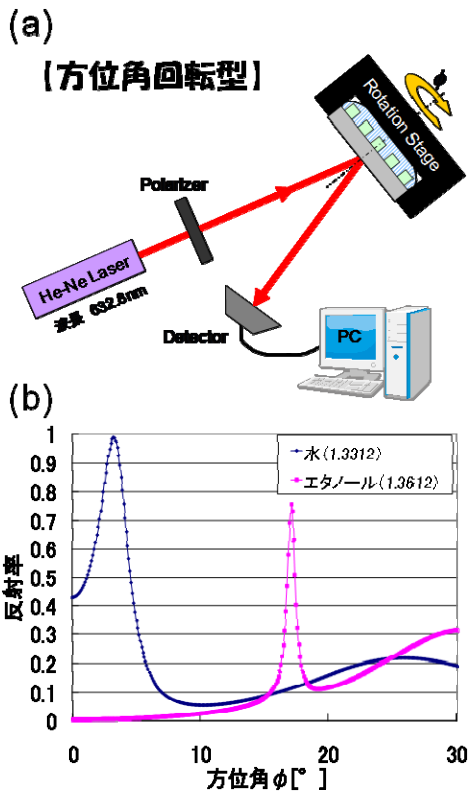 (a)
【方位角回転型】
Rotation Stage
ϕ
Polarizer
He-Ne Laser
波長 632.8nm
Detector
PC
(b)
反射率
1
0.9
0.8
0.7
0.6
0.5
0.4
0.3
0.2
0.1
0
水(1.3312)
エタノール(1.3612)
0 10 20 30
方位角ϕ[°]